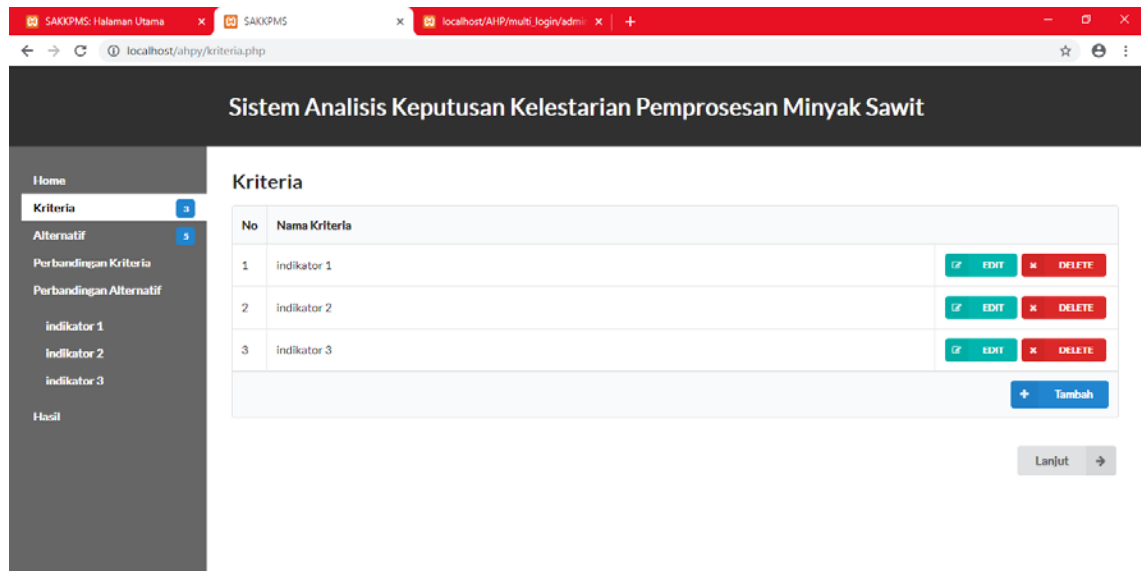 SAKKPMS: Halaman Utama
SAKKPMS
localhost/AHP/multi_login/admi
localhost/ahpy/kriteria.php
Sistem Analisis Keputusan Kelestarian Pemprosesan Minyak Sawit
Home
Kriteria 3
Alternatif 5
Perbandingan Kriteria
Perbandingan Alternatif
indikator 1
indikator 2
indikator 3
Hasil
Kriteria
No Nama Kriteria
1 indikator 1 EDIT DELETE
2 indikator 2 EDIT DELETE
3 indikator 3 EDIT DELETE
Tambah
Lanjut